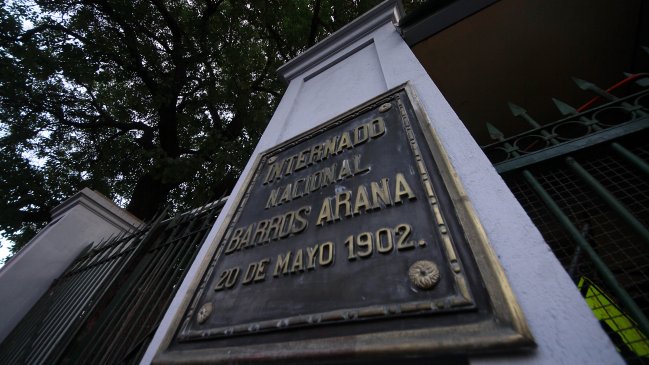 INTERNADO
NACIONAL
BARROS ARANA
20 DE MAYO 1902.